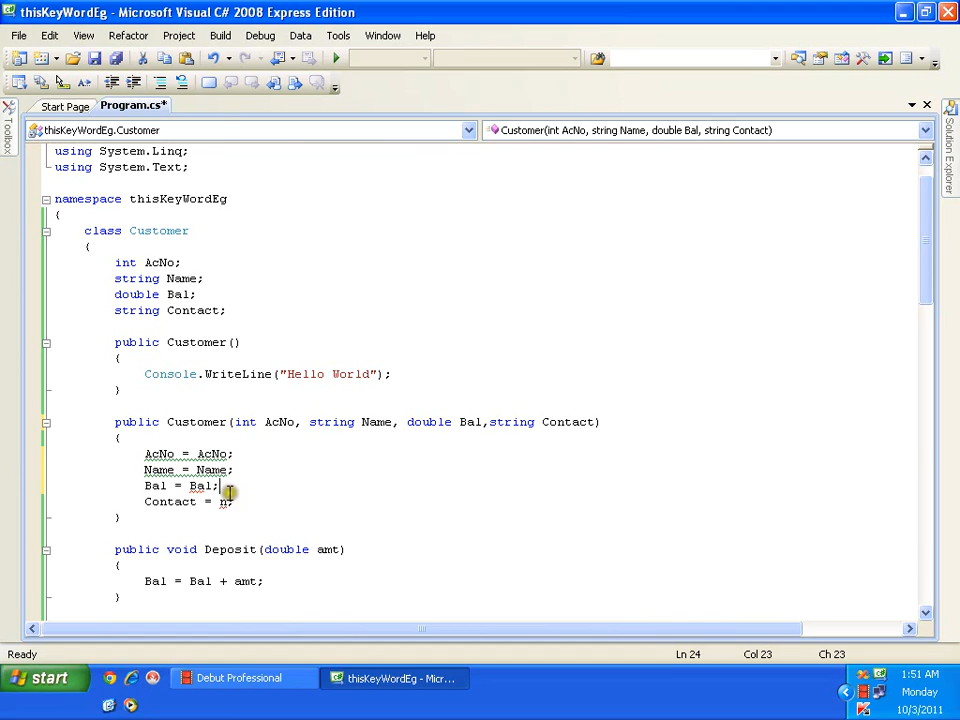 thisKeyWordEg - Microsoft Visual C# 2008 Express Edition
File Edit View Refactor Project Build Debug Data Tools Window Help
Start Page Program.cs*
thisKeyWordEg.Customer
Customer(int AcNo, string Name, double Bal, string Contact)
Toolbox
Solution Explorer
using System.Linq;
using System.Text;
namespace thisKeyWordEg
{
class Customer
{
int AcNo;
string Name;
double Bal;
string Contact;
public Customer()
{
Console.WriteLine("Hello World");
}
public Customer(int AcNo, string Name, double Bal,string Contact)
{
AcNo = AcNo;
Name = Name;
Bal = Bal;
Contact = n;
}
public void Deposit(double amt)
{
Bal = Bal + amt;
}
Ready Ln 24 Col 23 Ch 23
start Debut Professional thisKeyWordEg - Micr... 1:51 AM
Monday
10/3/2011